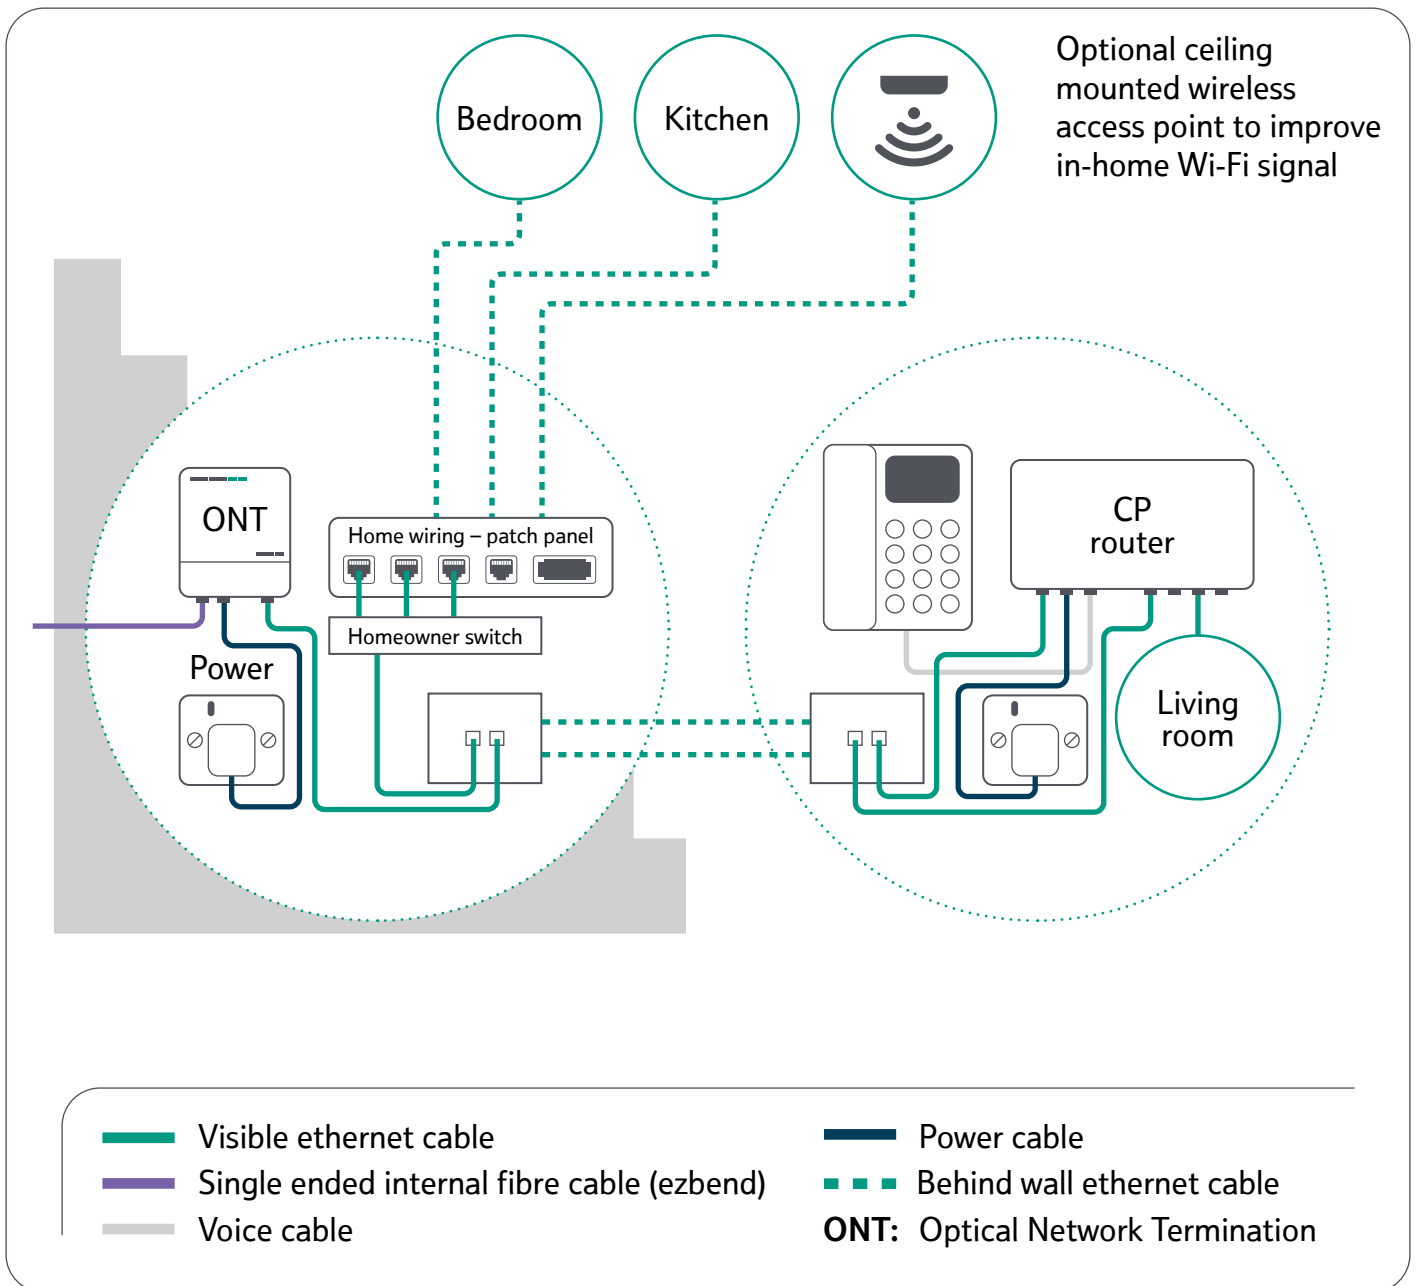 Bedroom
Kitchen
Optional ceiling
mounted wireless
access point to improve
in-home Wi-Fi signal
ONT
Home wiring – patch panel
Homeowner switch
Power
CP
router
Living
room
Visible ethernet cable
Single ended internal fibre cable (ezbend)
Voice cable
Power cable
Behind wall ethernet cable
ONT: Optical Network Termination